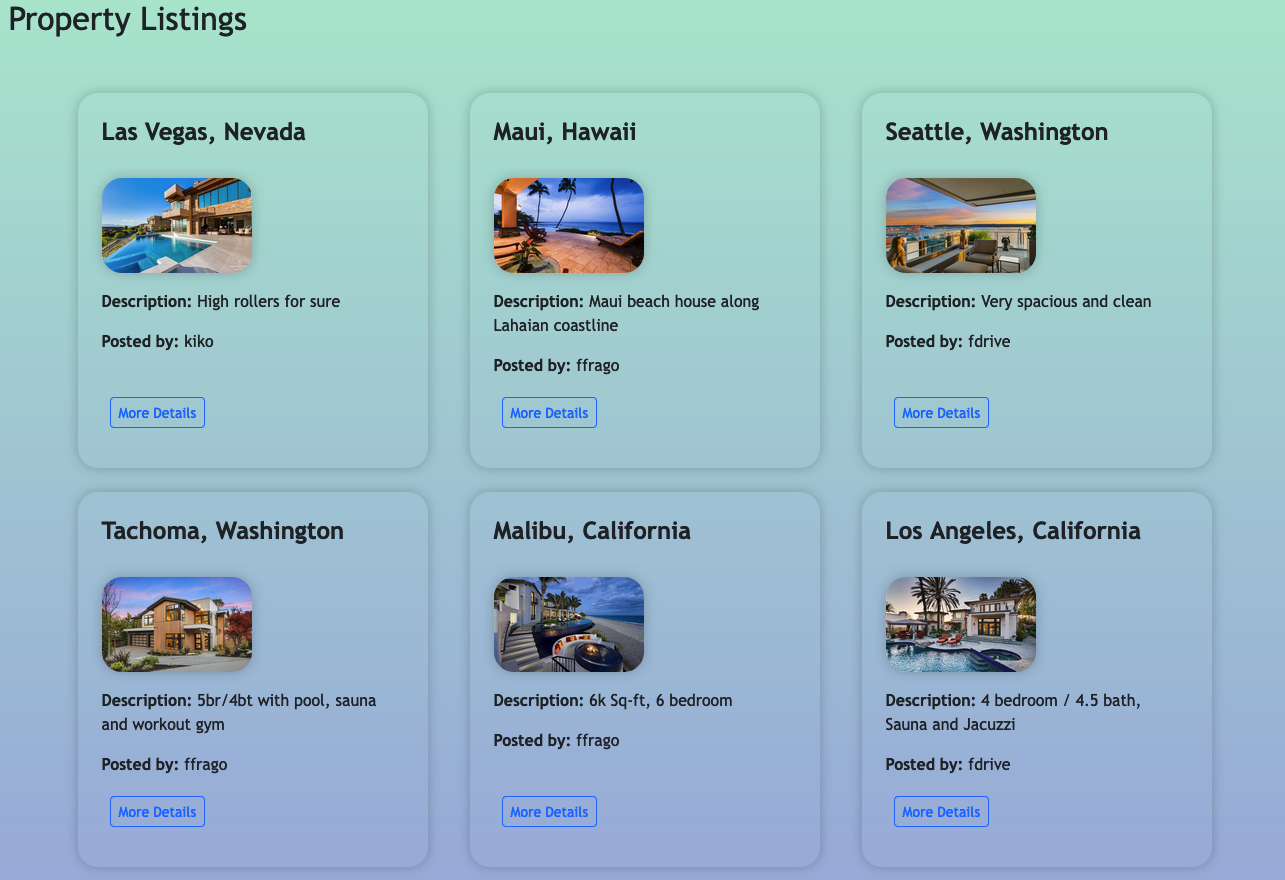 Property Listings
Las Vegas, Nevada
Description: High rollers for sure
Posted by: kiko
More Details
Maui, Hawaii
Description: Maui beach house along
Lahaian coastline
Posted by: ffrago
More Details
Seattle, Washington
Description: Very spacious and clean
Posted by: fdrive
More Details
Tachoma, Washington
Description: 5br/4bt with pool, sauna
and workout gym
Posted by: ffrago
More Details
Malibu, California
Description: 6k Sq-ft, 6 bedroom
Posted by: ffrago
More Details
Los Angeles, California
Description: 4 bedroom / 4.5 bath,
Sauna and Jacuzzi
Posted by: fdrive
More Details